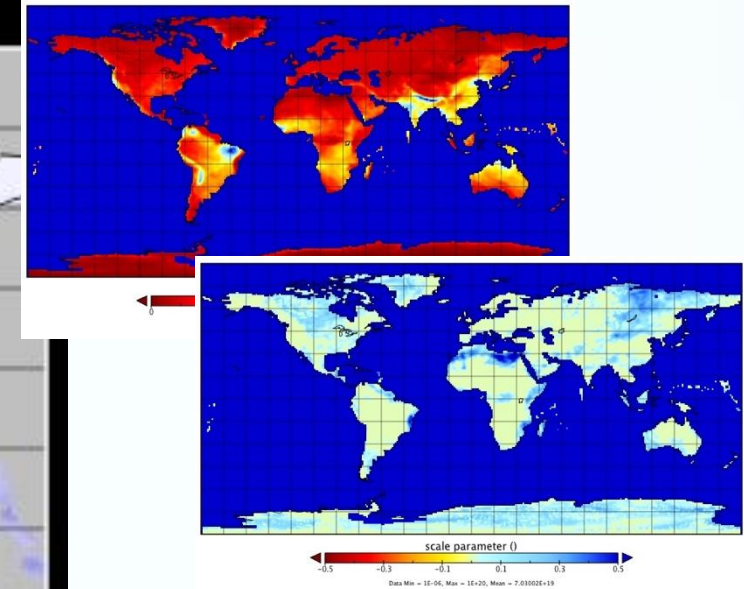 0
scale parameter ()
-0.5 -0.3 -0.1 0.1 0.3 0.5
Data Min = 1E-06, Max = 1E+20, Mean = 7.03002E+19